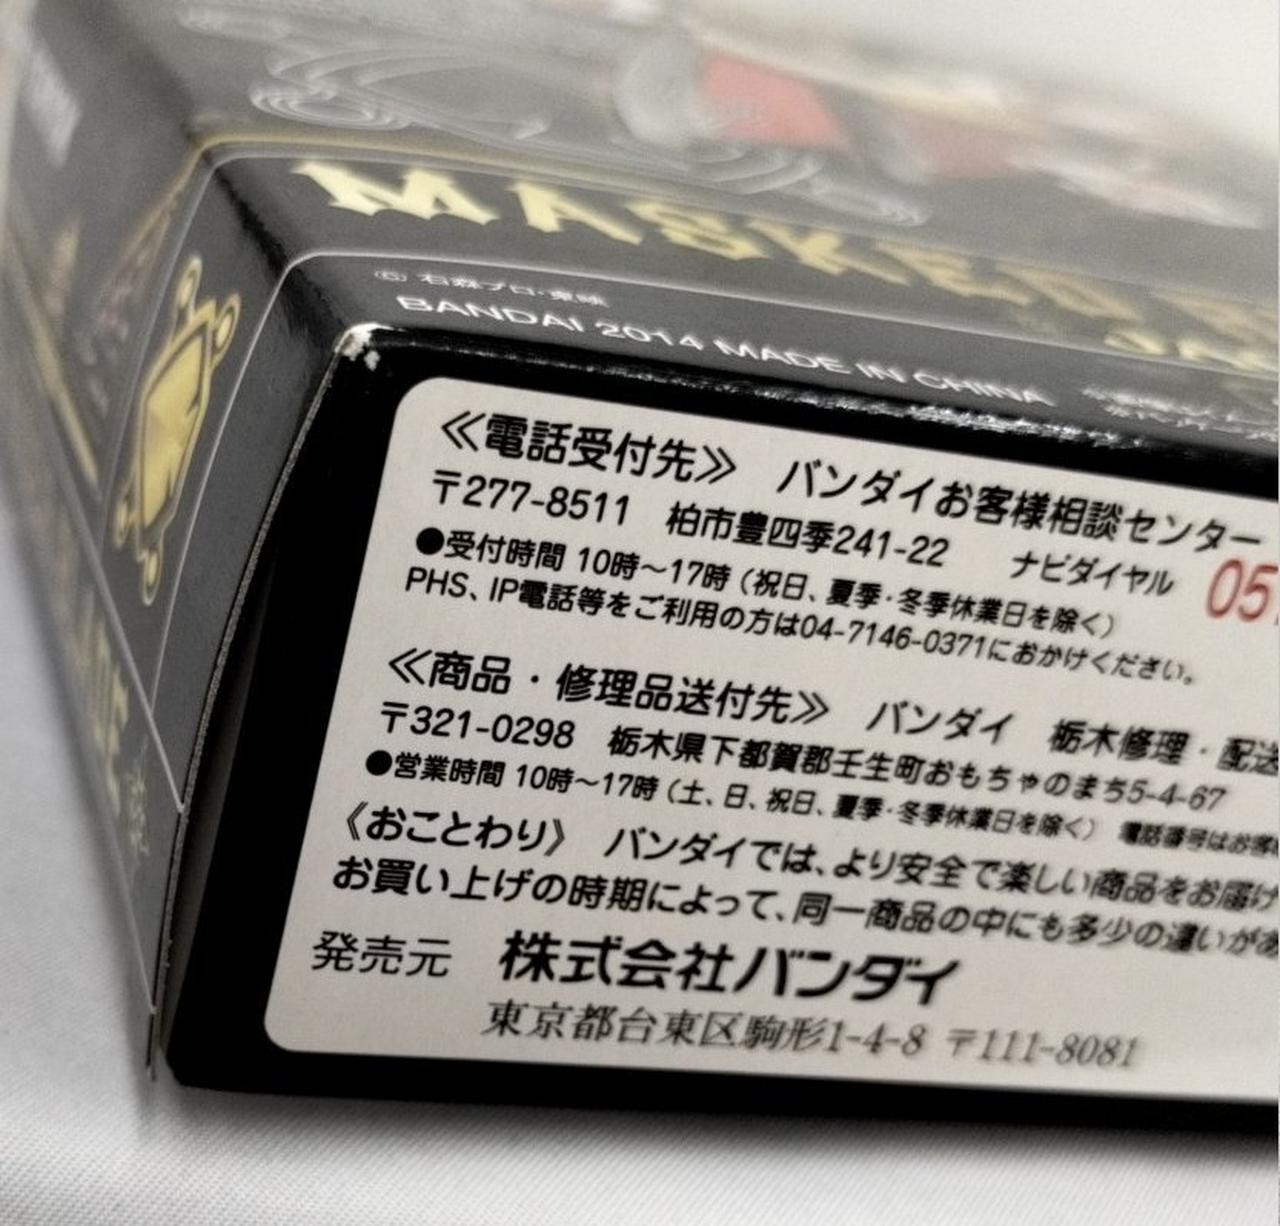 MASKED
© 石森プロ・東映
BANDAI 2014 MADE IN CHINA
≪電話受付先≫ バンダイお客様相談センター
〒277-8511 柏市豊四季241-22 ナビダイヤル 05
●受付時間 10時〜17時（祝日、夏季・冬季休業日を除く）
PHS、IP電話等をご利用の方は04-7146-0371におかけください。
≪商品・修理品送付先≫ バンダイ 栃木修理・配送
〒321-0298 栃木県下都賀郡壬生町おもちゃのまち5-4-67
●営業時間 10時〜17時（土、日、祝日、夏季・冬季休業日を除く） 電話番号はお客
《おことわり》 バンダイでは、より安全で楽しい商品をお届け
お買い上げの時期によって、同一商品の中にも多少の違いがあ
発売元 株式会社バンダイ
東京都台東区駒形1-4-8 〒111-8081